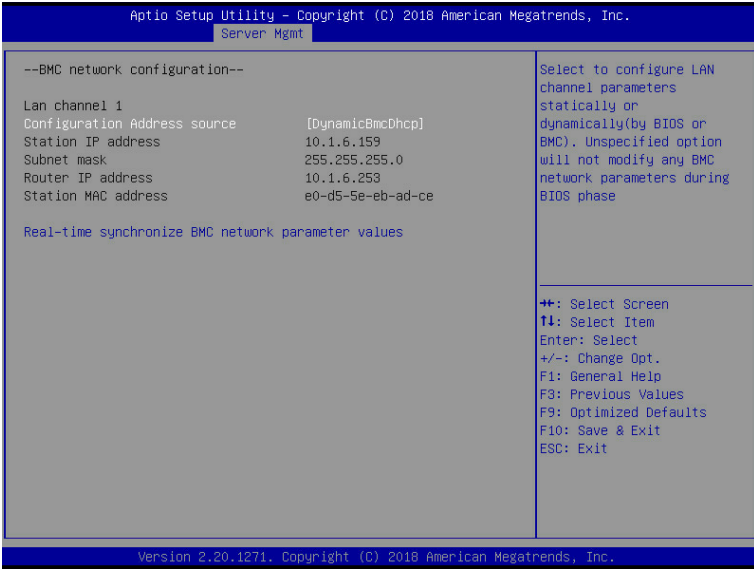 Aptio Setup Utility – Copyright (C) 2018 American Megatrends, Inc.
Server Mgmt
--BMC network configuration--
Lan channel 1
Configuration Address source [DynamicBmcDhcp]
Station IP address 10.1.6.159
Subnet mask 255.255.255.0
Router IP address 10.1.6.253
Station MAC address e0-d5-5e-eb-ad-ce
Real-time synchronize BMC network parameter values
Select to configure LAN
channel parameters
statically or
dynamically(by BIOS or
BMC). Unspecified option
will not modify any BMC
network parameters during
BIOS phase
→←: Select Screen
↑↓: Select Item
Enter: Select
+/-: Change Opt.
F1: General Help
F3: Previous Values
F9: Optimized Defaults
F10: Save & Exit
ESC: Exit
Version 2.20.1271. Copyright (C) 2018 American Megatrends, Inc.